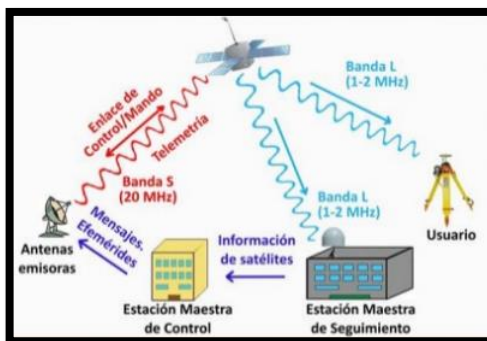 Banda L
(1-2 MHz)
Enlace de
Control/Mando
Telemetría
Banda S
(20 MHz)
Banda L
(1-2 MHz)
Usuario
Antenas
emisoras
Mensajes.
Efemérides
Información
de satélites
Estación Maestra
de Control
Estación Maestra
de Seguimiento